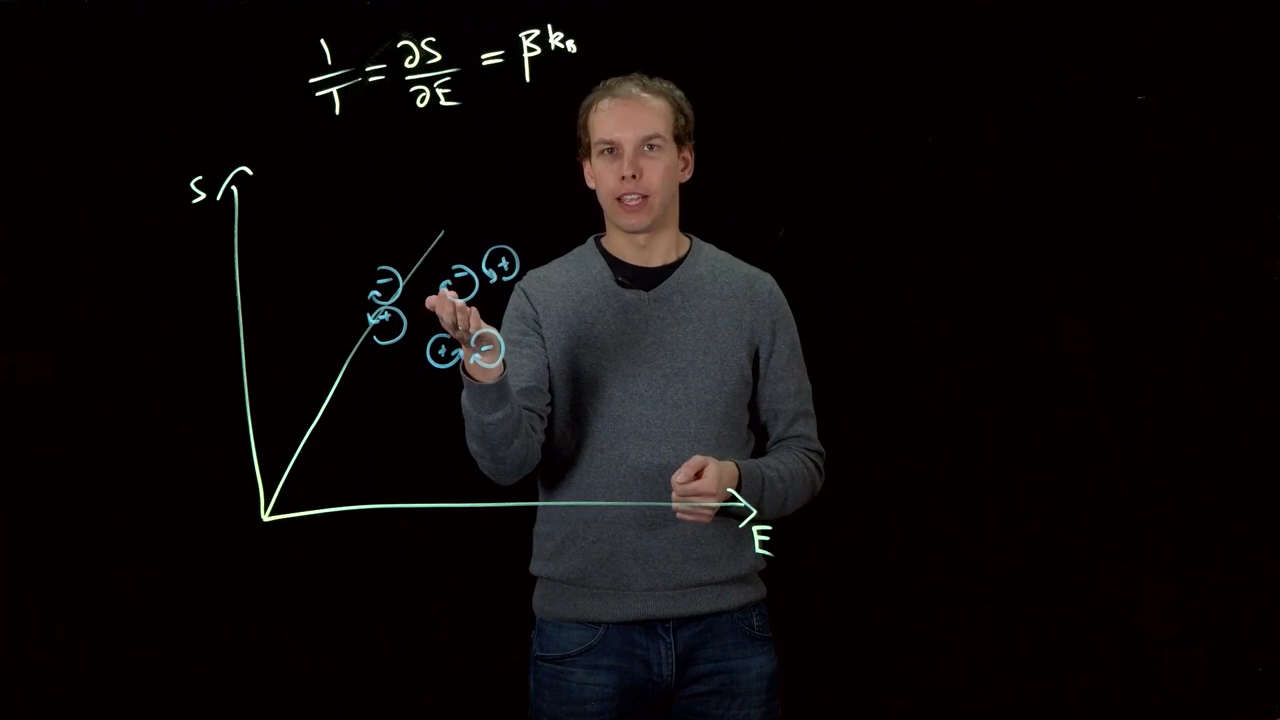 1/T = ∂S/∂E = βk_B
S
- - +
+ + -
E